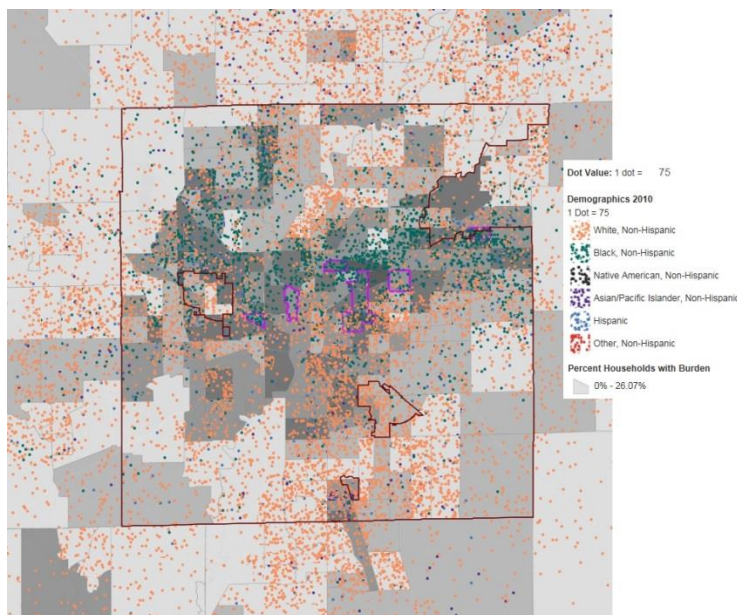 Dot Value: 1 dot = 75
Demographics 2010
1 Dot = 75
White, Non-Hispanic
Black, Non-Hispanic
Native American, Non-Hispanic
Asian/Pacific Islander, Non-Hispanic
Hispanic
Other, Non-Hispanic
Percent Households with Burden
0% - 26.07%